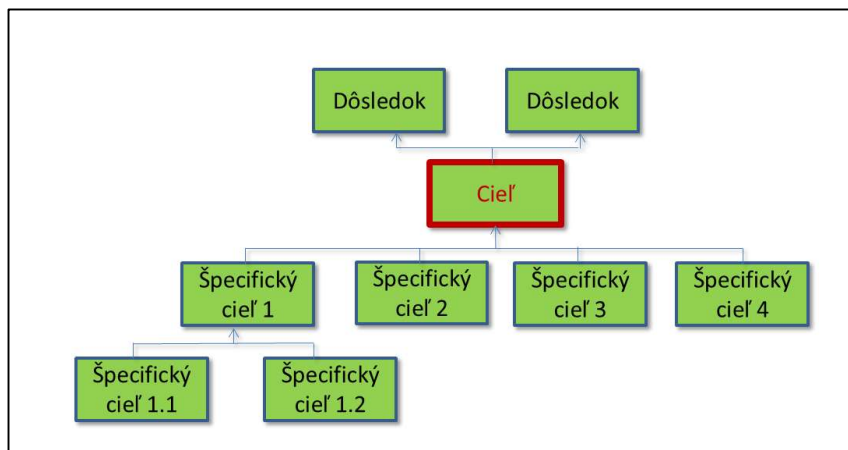 Dôsledok
Dôsledok
Cieľ
Špecifický
cieľ 1
Špecifický
cieľ 2
Špecifický
cieľ 3
Špecifický
cieľ 4
Špecifický
cieľ 1.1
Špecifický
cieľ 1.2